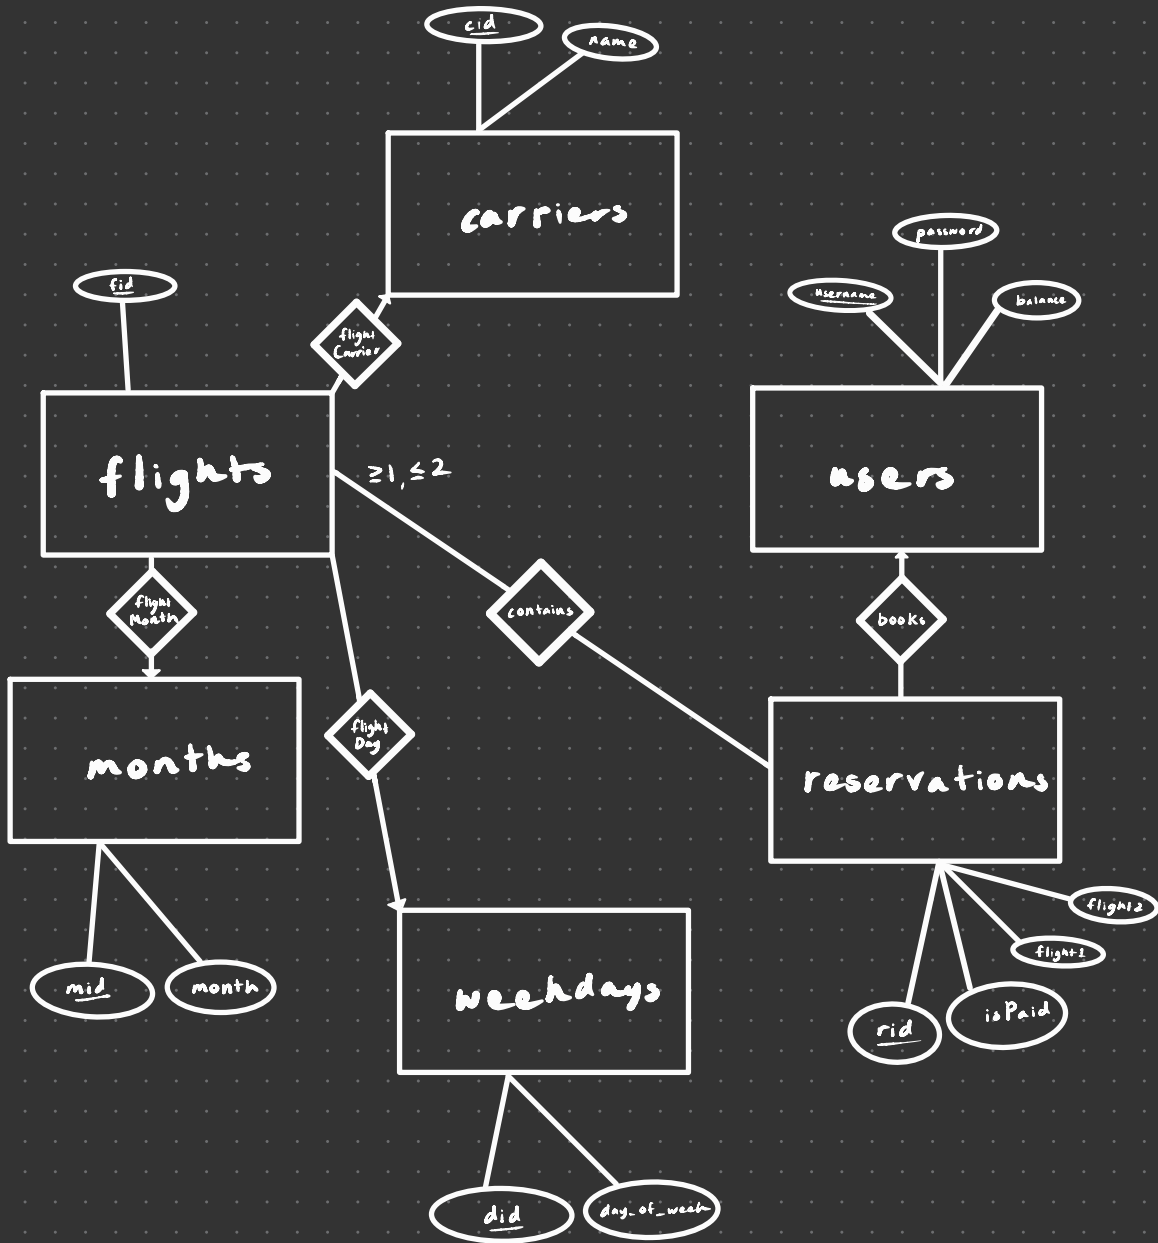 cid
name
carriers
password
fid
username
balance
flight
Carrier
flights
≥1, ≤2
users
flight
Month
contains
books
flight
Day
months
reservations
flight2
flight1
mid
month
weekdays
isPaid
rid
did
day_of_week